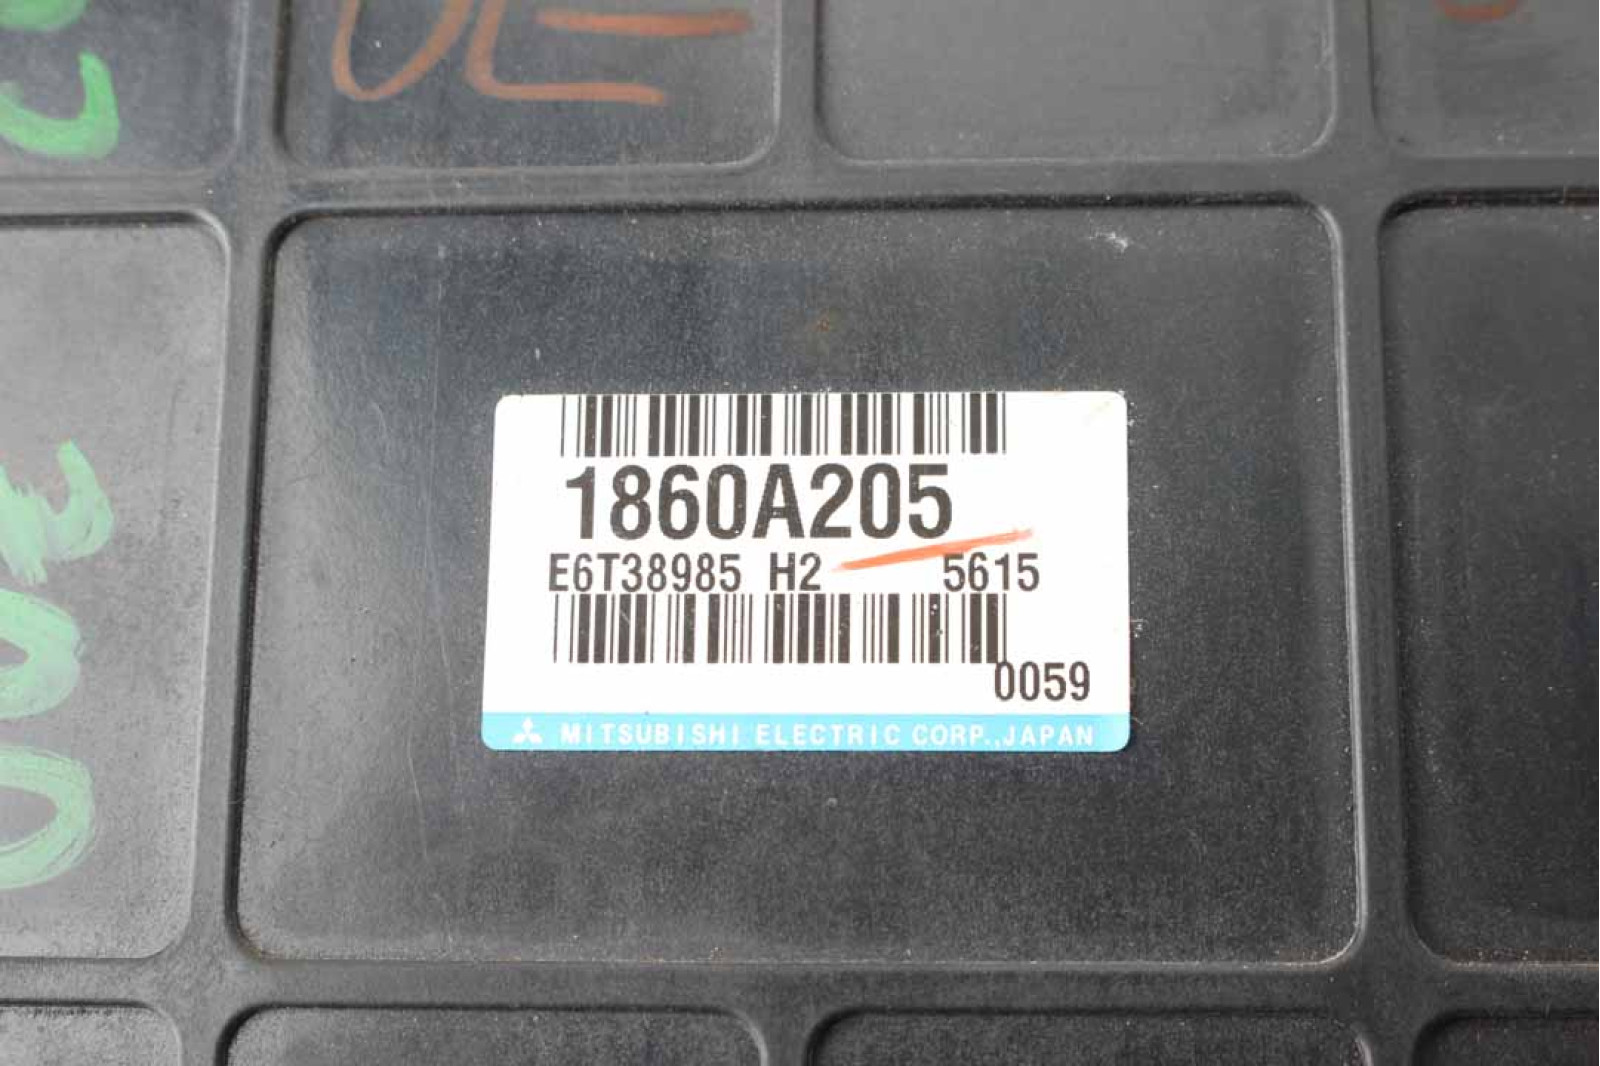 1860A205
E6T38985 H2 5615
0059
MITSUBISHI ELECTRIC CORP.,JAPAN